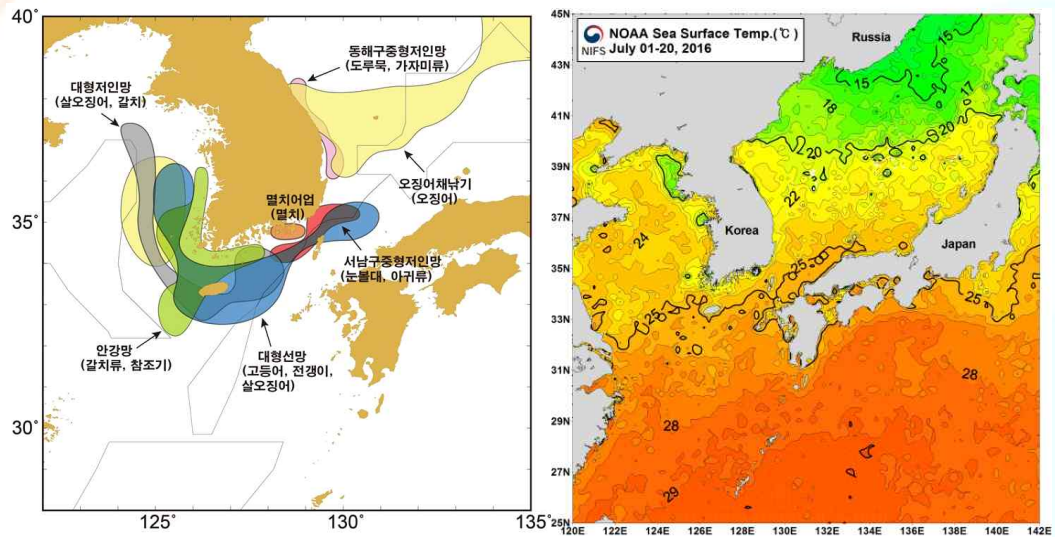 40°
35°
30°
125°
130°
135°
동해구중형저인망
(도루묵, 가자미류)
대형저인망
(살오징어, 갈치)
오징어채낚기
(오징어)
멸치어업
(멸치)
서남구중형저인망
(눈볼대, 아귀류)
안강망
(갈치류, 참조기)
대형선망
(고등어, 전갱이,
살오징어)
NIFS
NOAA Sea Surface Temp.(℃)
July 01-20, 2016
Russia
Korea
Japan
15
15
17
18
20
20
22
24
25
25
25
28
28
29
45N
43N
41N
39N
37N
35N
33N
31N
29N
27N
25N
120E
122E
124E
126E
128E
130E
132E
134E
136E
138E
140E
142E